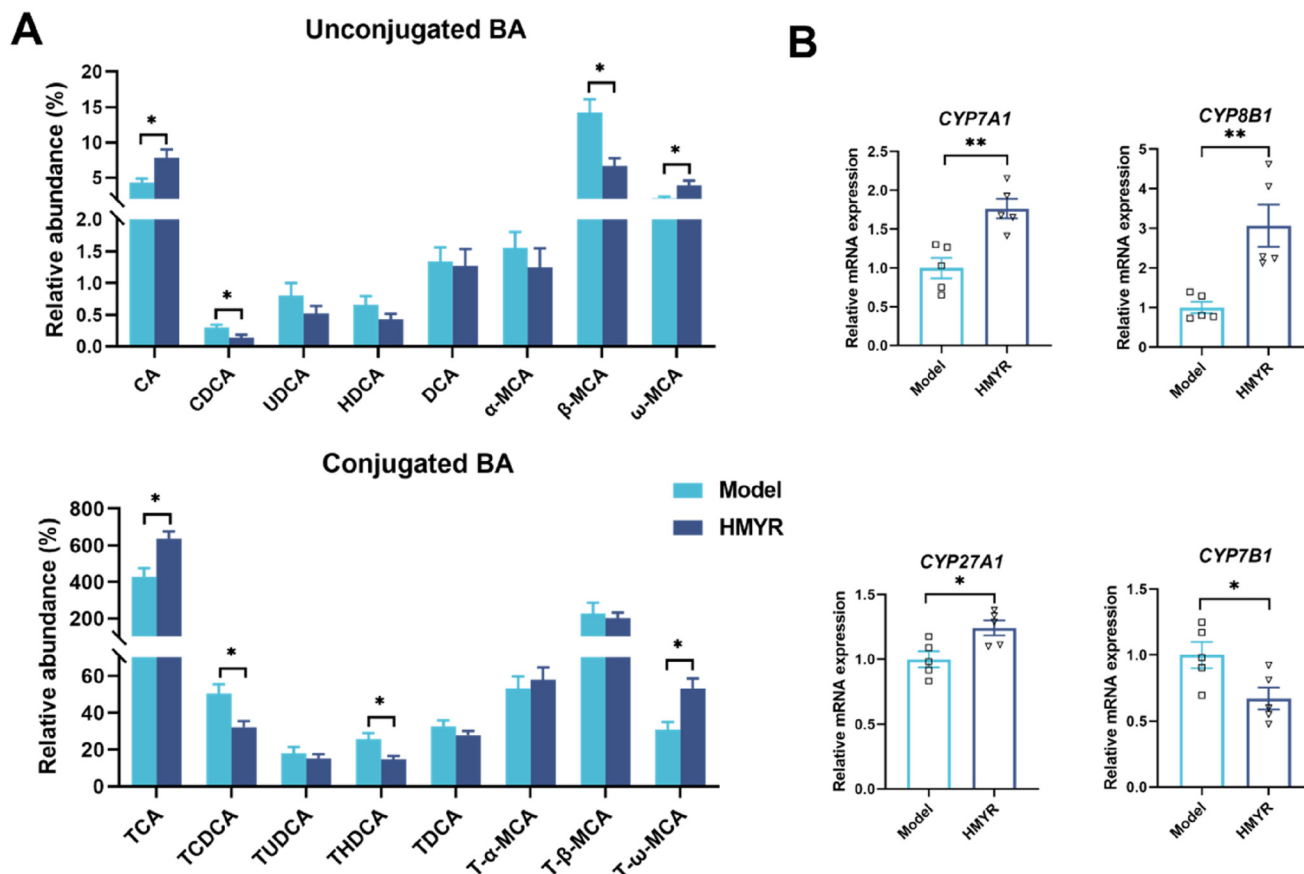 A
Unconjugated BA
Relative abundance (%)
20
15
10
5
2.0
1.5
1.0
0.5
0.0
*
*
*
*
CA
CDCA
UDCA
HDCA
DCA
α-MCA
β-MCA
ω-MCA
Conjugated BA
Relative abundance (%)
800
600
400
200
60
40
20
0
*
*
*
*
TCA
TCDCA
TUDCA
THDCA
TDCA
T-α-MCA
T-β-MCA
T-ω-MCA
Model
HMYR
B
CYP7A1
**
Relative mRNA expression
2.5
2.0
1.5
1.0
0.5
0.0
Model
HMYR
CYP8B1
**
Relative mRNA expression
5
4
3
2
1
0
Model
HMYR
CYP27A1
*
Relative mRNA expression
1.5
1.0
0.5
0.0
Model
HMYR
CYP7B1
*
Relative mRNA expression
1.5
1.0
0.5
0.0
Model
HMYR